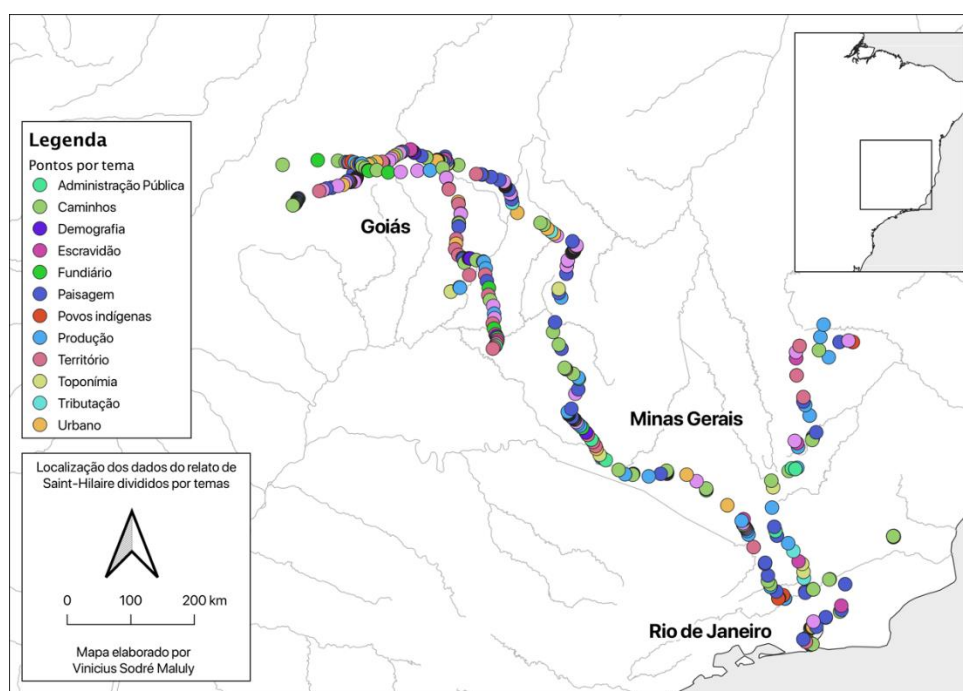 Legenda
Pontos por tema
Administração Pública
Caminhos
Demografia
Escravidão
Fundiário
Paisagem
Povos indígenas
Produção
Território
Toponímia
Tributação
Urbano
Goiás
Minas Gerais
Rio de Janeiro
Localização dos dados do relato de
Saint-Hilaire divididos por temas
0 100 200 km
Mapa elaborado por
Vinicius Sodré Maluly